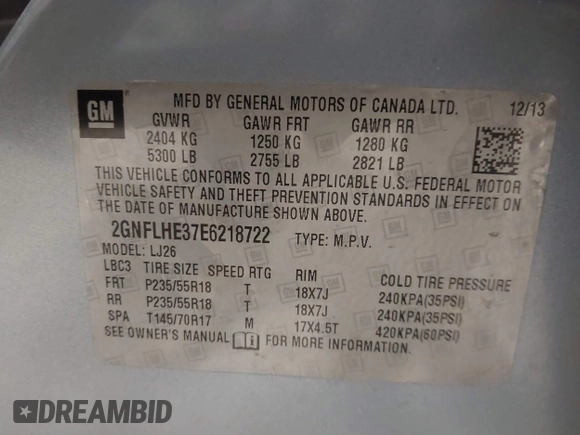 GM
MFD BY GENERAL MOTORS OF CANADA LTD. 12/13
GVWR GAWR FRT GAWR RR
2404 KG 1250 KG 1280 KG
5300 LB 2755 LB 2821 LB
THIS VEHICLE CONFORMS TO ALL APPLICABLE U.S. FEDERAL MOTOR
VEHICLE SAFETY AND THEFT PREVENTION STANDARDS IN EFFECT ON
THE DATE OF MANUFACTURE SHOWN ABOVE.
2GNFLHE37E6218722 TYPE: M.P.V.
MODEL: LJ26
LBC3 TIRE SIZE SPEED RTG RIM COLD TIRE PRESSURE
FRT P235/55R18 T 18X7J 240KPA(35PSI)
RR P235/55R18 T 18X7J 240KPA(35PSI)
SPA T145/70R17 M 17X4.5T 420KPA(60PSI)
SEE OWNER'S MANUAL FOR MORE INFORMATION.
DREAMBID